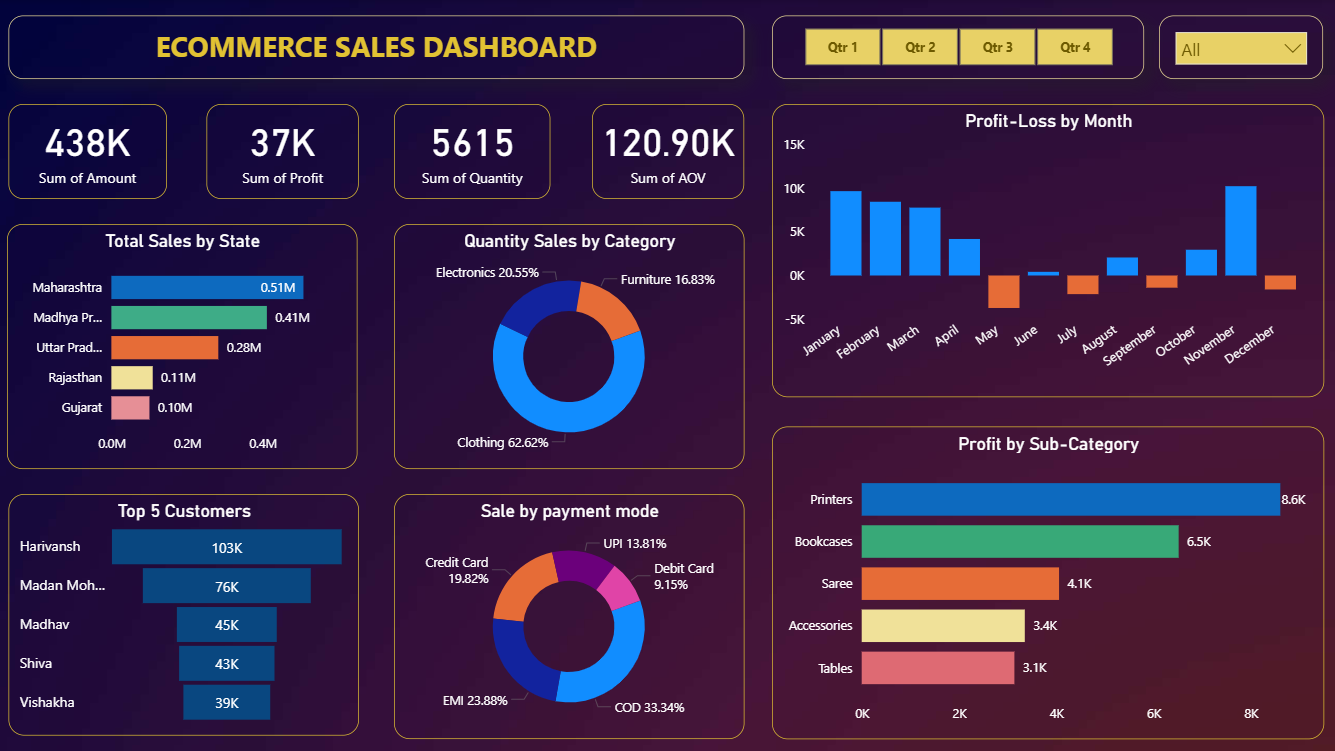 ECOMMERCE SALES DASHBOARD
Qtr 1
Qtr 2
Qtr 3
Qtr 4
All
438K
Sum of Amount
37K
Sum of Profit
5615
Sum of Quantity
120.90K
Sum of AOV
Profit-Loss by Month
15K
10K
5K
0K
-5K
January
February
March
April
May
June
July
August
September
October
November
December
Total Sales by State
Maharashtra
0.51M
Madhya Pr...
0.41M
Uttar Prad...
0.28M
Rajasthan
0.11M
Gujarat
0.10M
0.0M
0.2M
0.4M
Quantity Sales by Category
Electronics 20.55%
Furniture 16.83%
Clothing 62.62%
Profit by Sub-Category
Printers
8.6K
Bookcases
6.5K
Saree
4.1K
Accessories
3.4K
Tables
3.1K
0K
2K
4K
6K
8K
Top 5 Customers
Harivansh
103K
Madan Moh...
76K
Madhav
45K
Shiva
43K
Vishakha
39K
Sale by payment mode
UPI 13.81%
Credit Card
19.82%
Debit Card
9.15%
EMI 23.88%
COD 33.34%